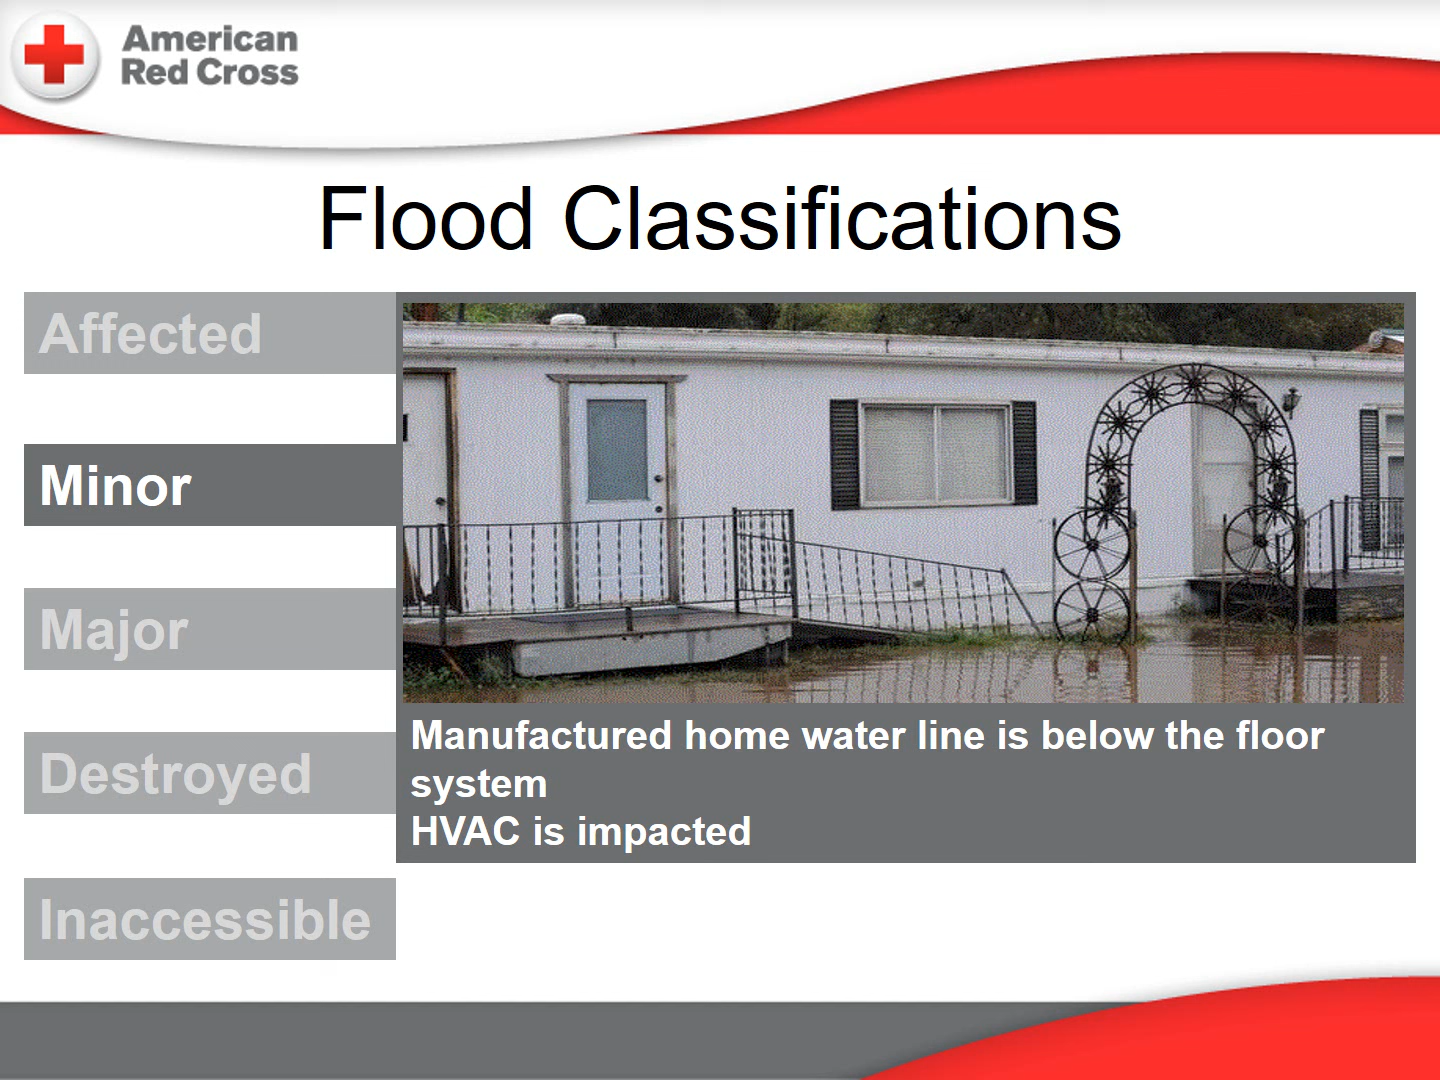 American
Red Cross
Flood Classifications
Affected
Minor
Major
Destroyed
Inaccessible
Manufactured home water line is below the floor
system
HVAC is impacted